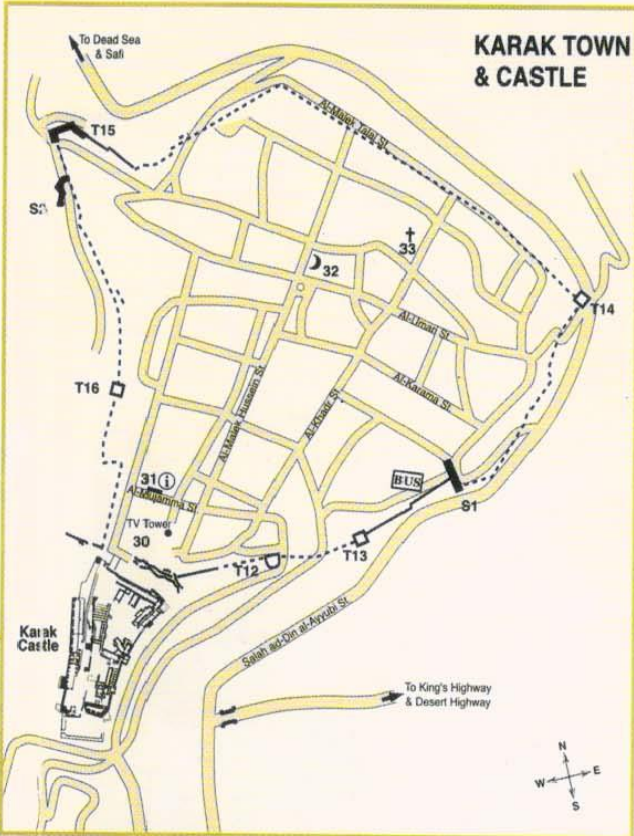 KARAK TOWN
& CASTLE
To Dead Sea
& Safi
T15
Al-Malek Talal St.
33
32
T14
Al-Umari St.
T16
Al-Karama St.
Al-Malek Hussein St.
Al-Khadr St.
31 i
BUS
Al-Mujamma St.
S1
TV Tower
30
T13
T12
Karak
Castle
Salah ad-Din al-Ayyubi St.
To King's Highway
& Desert Highway
N
W E
S